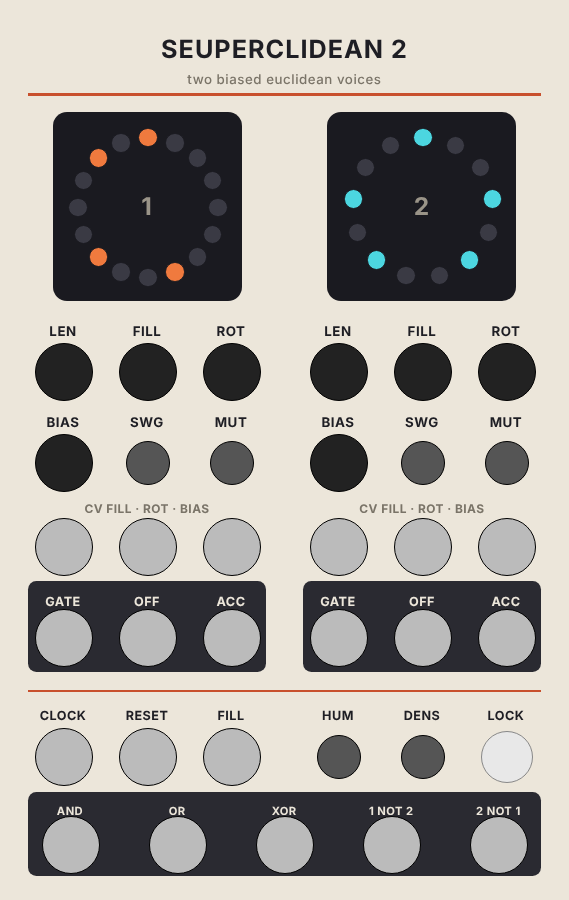 SEUPERCLIDEAN 2
two biased euclidean voices
1 2
LEN FILL ROT LEN FILL ROT
BIAS SWG MUT BIAS SWG MUT
CV FILL · ROT · BIAS CV FILL · ROT · BIAS
GATE OFF ACC GATE OFF ACC
CLOCK RESET FILL HUM DENS LOCK
AND OR XOR 1 NOT 2 2 NOT 1